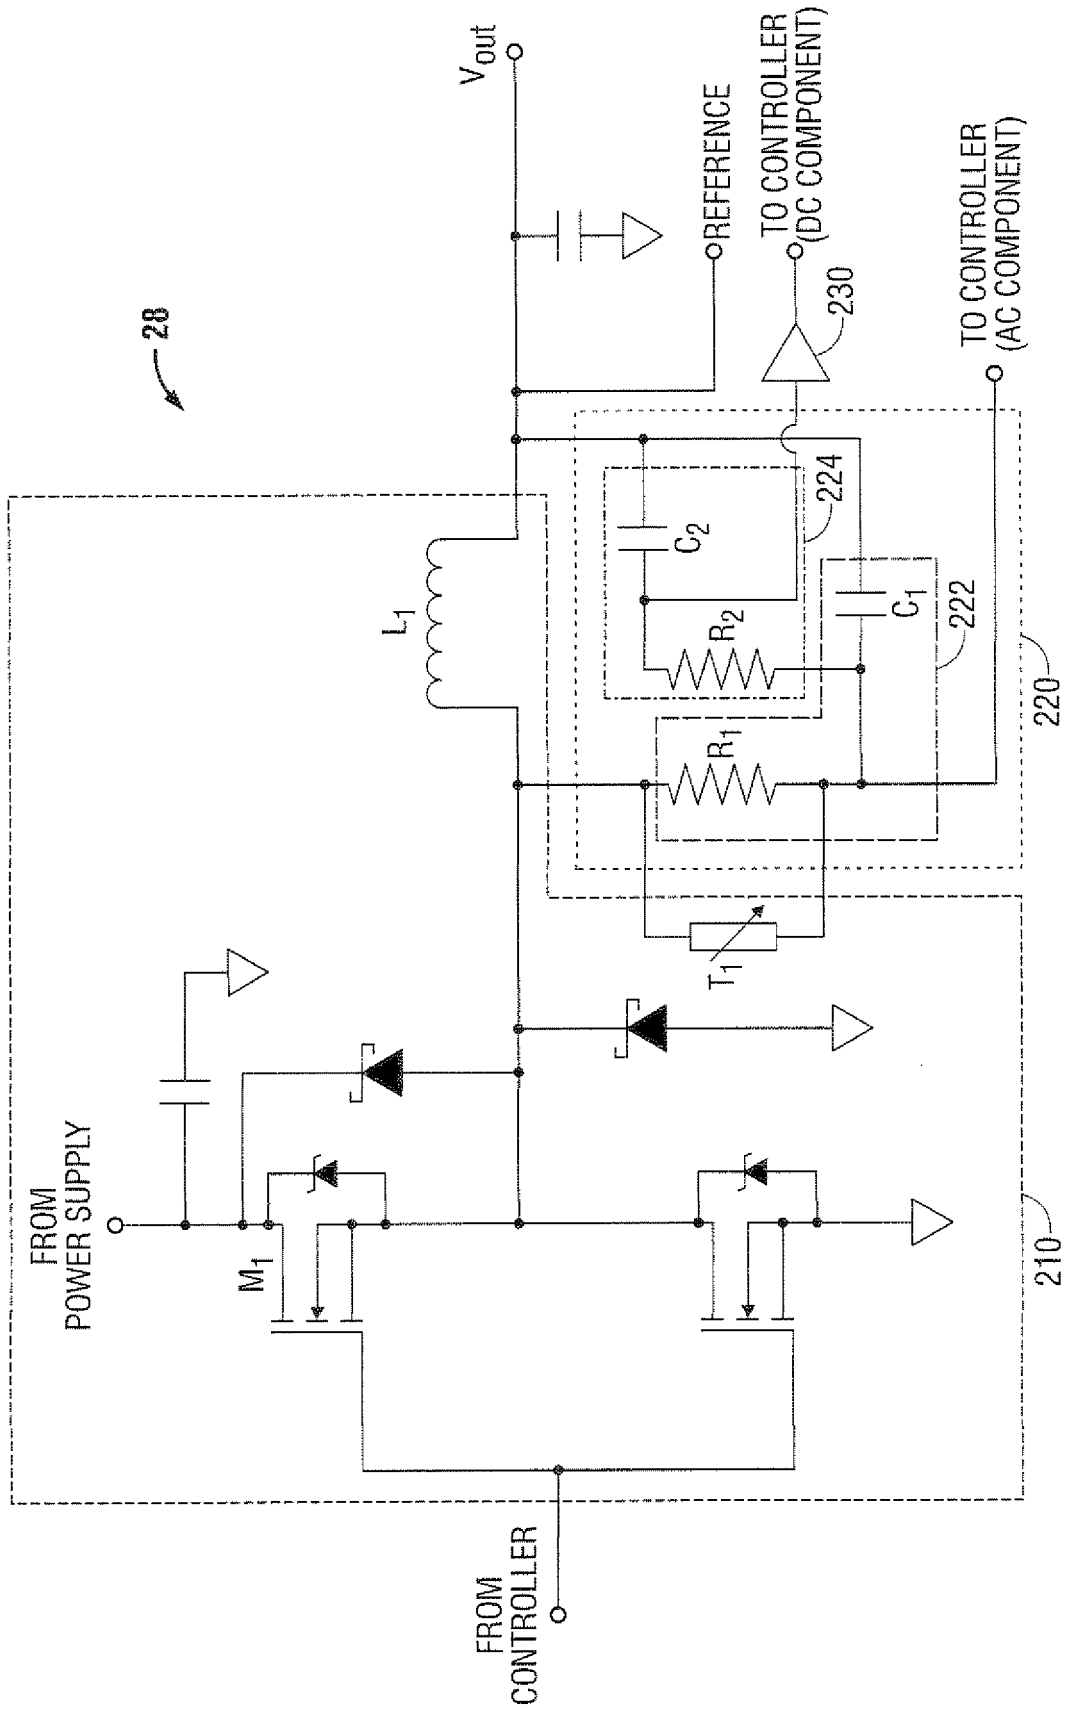 28
FROM
POWER SUPPLY
M1
L1
Vout
REFERENCE
TO CONTROLLER
(DC COMPONENT)
230
TO CONTROLLER
(AC COMPONENT)
C2
224
R2
C1
222
R1
220
T1
210
FROM
CONTROLLER